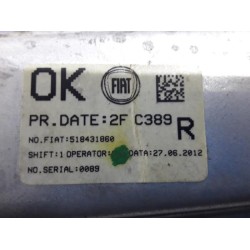 OK FIAT
PR.DATE:2F C389 R
NO.FIAT:518431860
SHIFT:1 OPERATOR: DATA:27.06.2012
NO.SERIAL:0089